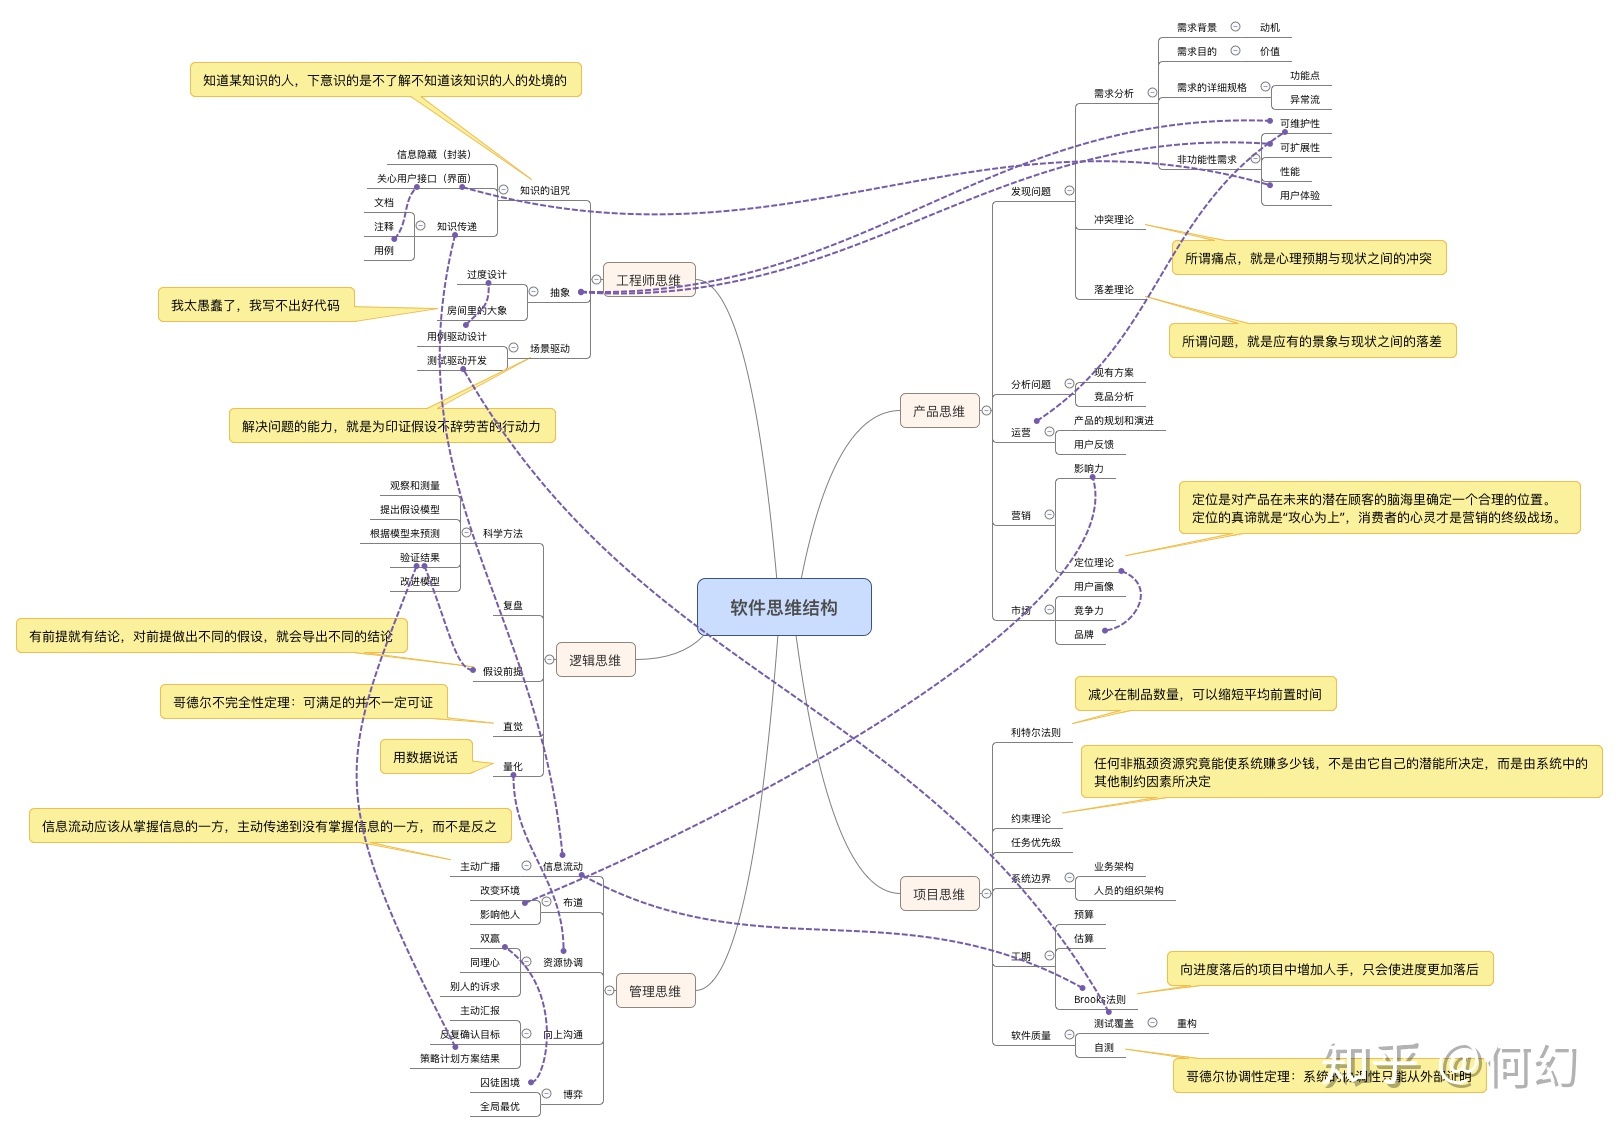 软件思维结构
工程师思维
知识的诅咒
知道某知识的人，下意识的是不了解不知道该知识的人的处境的
信息隐藏（封装）
关心用户接口（界面）
知识传递
文档
注释
用例
抽象
过度设计
房间里的大象
我太愚蠢了，我写不出好代码
场景驱动
用例驱动设计
测试驱动开发
解决问题的能力，就是为印证假设不辞劳苦的行动力
逻辑思维
科学方法
观察和测量
提出假设模型
根据模型来预测
验证结果
改进模型
复盘
假设前提
有前提就有结论，对前提做出不同的假设，就会导出不同的结论
直觉
哥德尔不完全性定理：可满足的并不一定可证
量化
用数据说话
管理思维
信息流动
主动广播
信息流动应该从掌握信息的一方，主动传递到没有掌握信息的一方，而不是反之
布道
改变环境
影响他人
资源协调
双赢
同理心
别人的诉求
向上沟通
主动汇报
反复确认目标
策略计划方案结果
博弈
囚徒困境
全局最优
产品思维
发现问题
需求分析
需求背景
动机
需求目的
价值
需求的详细规格
功能点
异常流
非功能性需求
可维护性
可扩展性
性能
用户体验
冲突理论
所谓痛点，就是心理预期与现状之间的冲突
落差理论
所谓问题，就是应有的景象与现状之间的落差
分析问题
现有方案
竞品分析
运营
产品的规划和演进
用户反馈
营销
影响力
定位理论
定位是对产品在未来的潜在顾客的脑海里确定一个合理的位置。
定位的真谛就是“攻心为上”，消费者的心灵才是营销的终级战场。
市场
用户画像
竞争力
品牌
项目思维
利特尔法则
减少在制品数量，可以缩短平均前置时间
约束理论
任何非瓶颈资源究竟能使系统赚多少钱，不是由它自己的潜能所决定，而是由系统中的
其他制约因素所决定
任务优先级
系统边界
业务架构
人员的组织架构
工期
预算
估算
Brooks法则
向进度落后的项目中增加人手，只会使进度更加落后
软件质量
测试覆盖
重构
自测
哥德尔协调性定理：系统的协调性只能从外部证明
知乎 @何幻